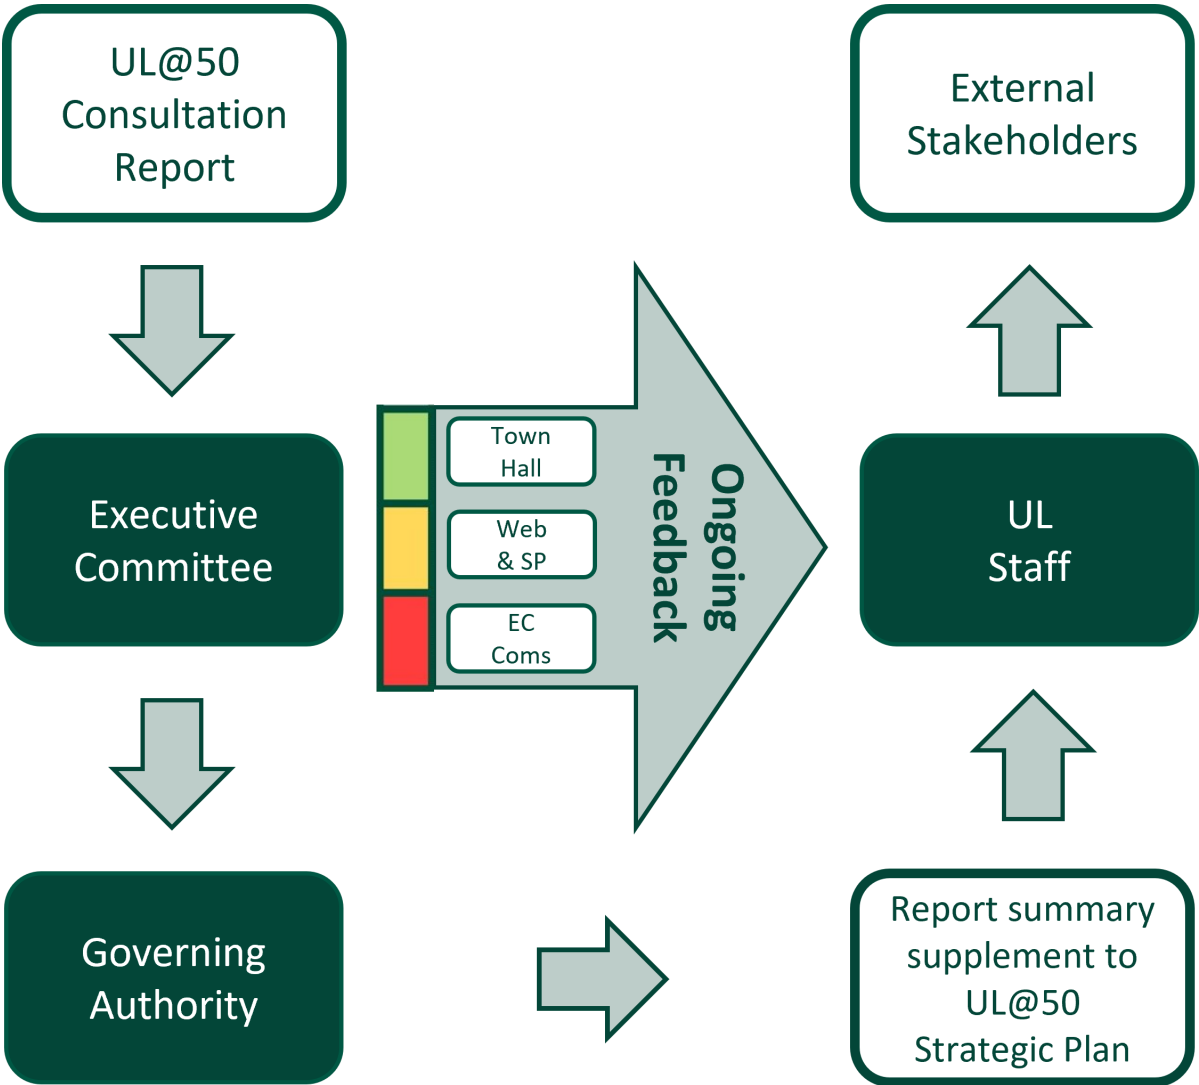 UL@50
Consultation
Report
External
Stakeholders
Executive
Committee
Town
Hall
Web
& SP
EC
Coms
Ongoing
Feedback
UL
Staff
Governing
Authority
Report summary
supplement to
UL@50
Strategic Plan